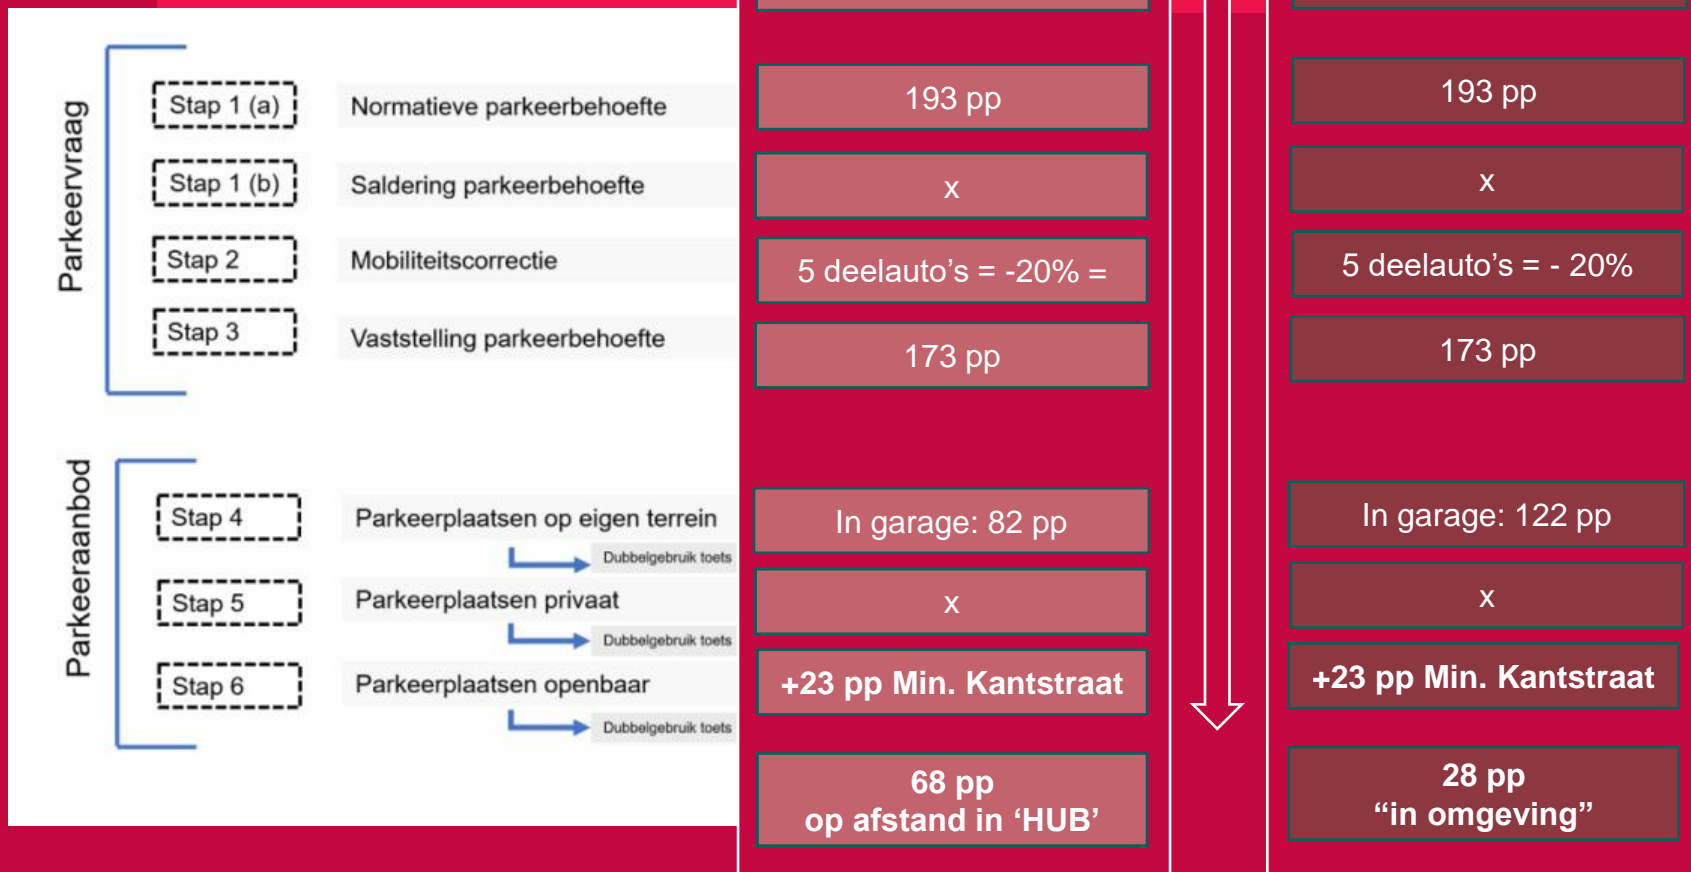 Parkeervraag
Stap 1 (a) Normatieve parkeerbehoefte 193 pp 193 pp
Stap 1 (b) Saldering parkeerbehoefte x x
Stap 2 Mobiliteitscorrectie 5 deelauto’s = -20% = 5 deelauto’s = - 20%
Stap 3 Vaststelling parkeerbehoefte 173 pp 173 pp
Parkeeraanbod
Stap 4 Parkeerplaatsen op eigen terrein In garage: 82 pp In garage: 122 pp
Dubbelgebruik toets
Stap 5 Parkeerplaatsen privaat x x
Dubbelgebruik toets
Stap 6 Parkeerplaatsen openbaar +23 pp Min. Kantstraat +23 pp Min. Kantstraat
Dubbelgebruik toets
68 pp
op afstand in ‘HUB’
28 pp
“in omgeving”